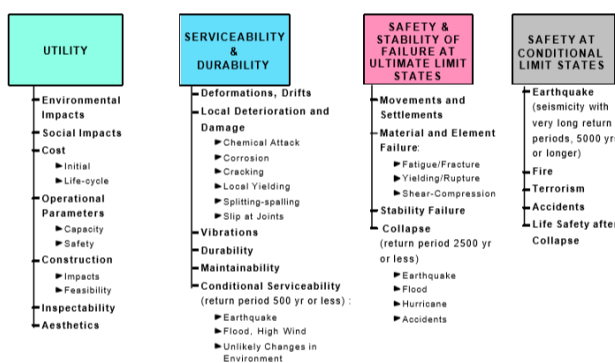 UTILITY
Environmental
Impacts
Social Impacts
Cost
Initial
Life-cycle
Operational
Parameters
Capacity
Safety
Construction
Impacts
Feasibility
Inspectability
Aesthetics
SERVICEABILITY
&
DURABILITY
Deformations, Drifts
Local Deterioration and
Damage
Chemical Attack
Corrosion
Cracking
Local Yielding
Splitting-spalling
Slip at Joints
Vibrations
Durability
Maintainability
Conditional Serviceability
(return period 500 yr or less) :
Earthquake
Flood, High Wind
Unlikely Changes in
Environment
SAFETY &
STABILITY OF
FAILURE AT
ULTIMATE LIMIT
STATES
Movements and
Settlements
Material and Element
Failure:
Fatigue/Fracture
Yielding/Rupture
Shear-Compression
Stability Failure
Collapse
(return period 2500 yr
or less)
Earthquake
Flood
Hurricane
Accidents
SAFETY AT
CONDITIONAL
LIMIT STATES
Earthquake
(seismicity with
very long return
periods, 5000 yrs
or longer)
Fire
Terrorism
Accidents
Life Safety after
Collapse